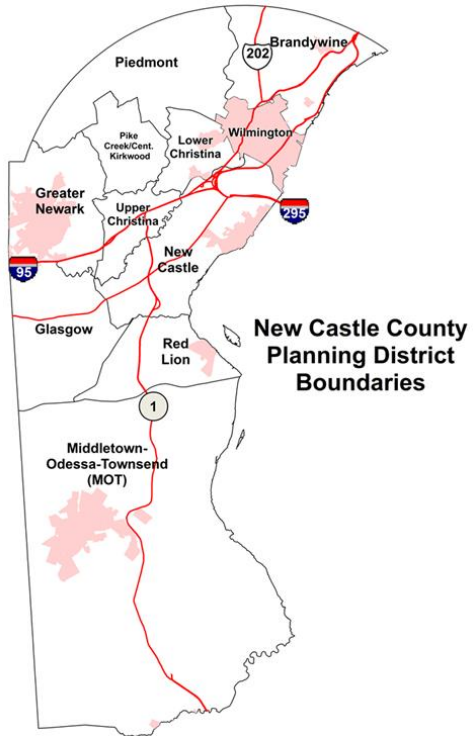 Brandywine
202
Piedmont
Pike
Creek/Cent.
Kirkwood
Lower
Christina
Wilmington
Greater
Newark
Upper
Christina
295
95
New
Castle
Glasgow
Red
Lion
New Castle County
Planning District
Boundaries
1
Middletown-
Odessa-Townsend
(MOT)